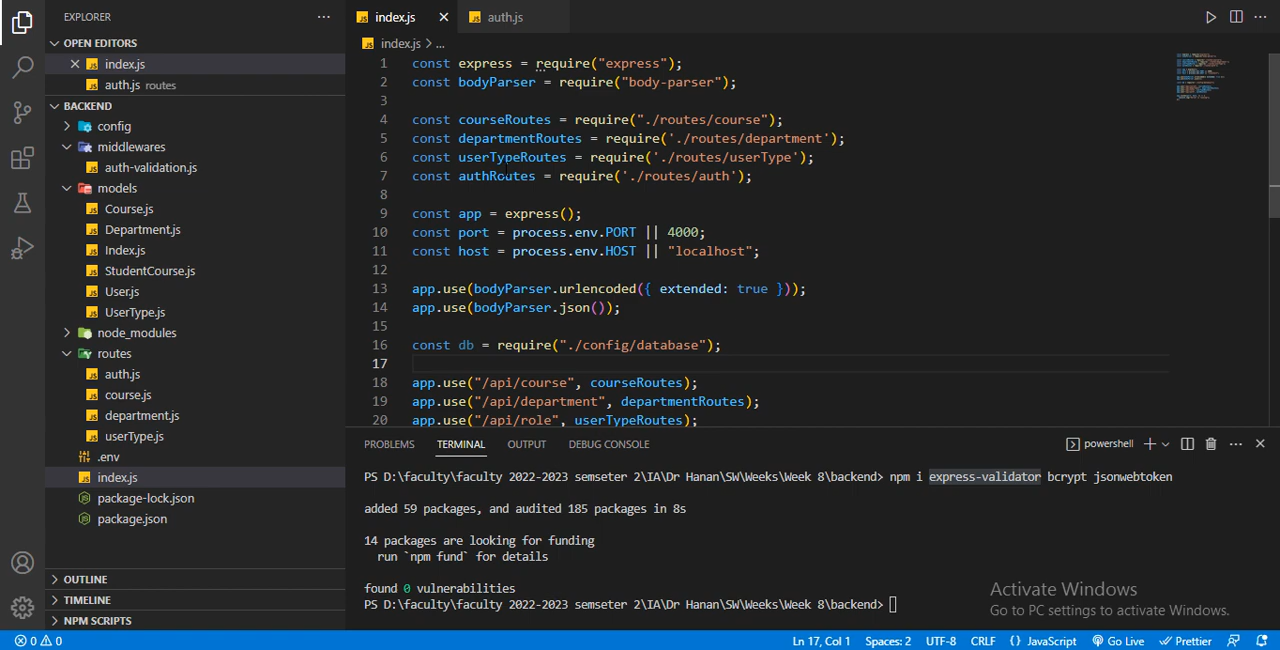 EXPLORER
OPEN EDITORS
index.js
auth.js routes
BACKEND
config
middlewares
auth-validation.js
models
Course.js
Department.js
Index.js
StudentCourse.js
User.js
UserType.js
node_modules
routes
auth.js
course.js
department.js
userType.js
.env
index.js
package-lock.json
package.json
OUTLINE
TIMELINE
NPM SCRIPTS
index.js
auth.js
index.js > ...
1 const express = require("express");
2 const bodyParser = require("body-parser");
3
4 const courseRoutes = require("./routes/course");
5 const departmentRoutes = require('./routes/department');
6 const userTypeRoutes = require('./routes/userType');
7 const authRoutes = require('./routes/auth');
8
9 const app = express();
10 const port = process.env.PORT || 4000;
11 const host = process.env.HOST || "localhost";
12
13 app.use(bodyParser.urlencoded({ extended: true }));
14 app.use(bodyParser.json());
15
16 const db = require("./config/database");
17
18 app.use("/api/course", courseRoutes);
19 app.use("/api/department", departmentRoutes);
20 app.use("/api/role", userTypeRoutes);
PROBLEMS TERMINAL OUTPUT DEBUG CONSOLE
powershell
PS D:\faculty\faculty 2022-2023 semseter 2\IA\Dr Hanan\SW\Weeks\Week 8\backend> npm i express-validator bcrypt jsonwebtoken
added 59 packages, and audited 185 packages in 8s
14 packages are looking for funding
run `npm fund` for details
found 0 vulnerabilities
PS D:\faculty\faculty 2022-2023 semseter 2\IA\Dr Hanan\SW\Weeks\Week 8\backend>
Activate Windows
Go to PC settings to activate Windows.
0 0
Ln 17, Col 1 Spaces: 2 UTF-8 CRLF {} JavaScript Go Live Prettier